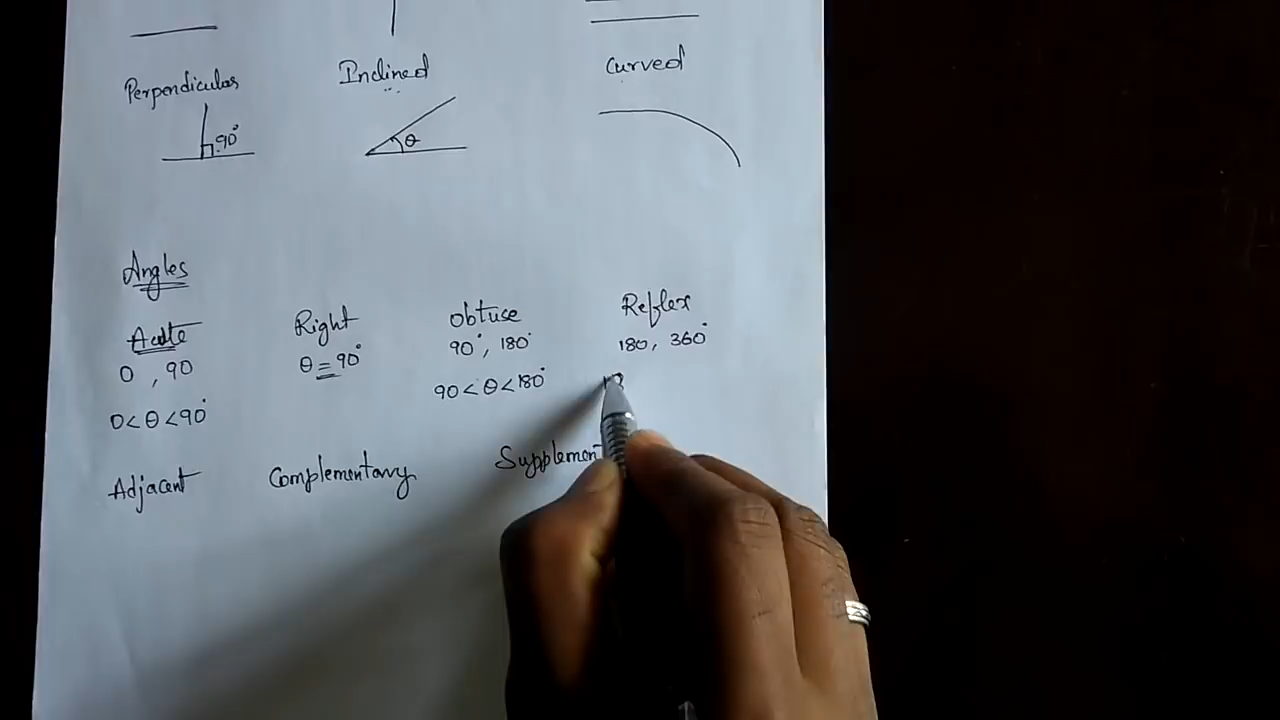 Perpendicular Inclined Curved
90° θ
Angles
Acute Right Obtuse Reflex
0 , 90 θ = 90° 90°, 180° 180, 360°
0 < θ < 90° 90 < θ < 180°
Adjacent Complementary Supplement